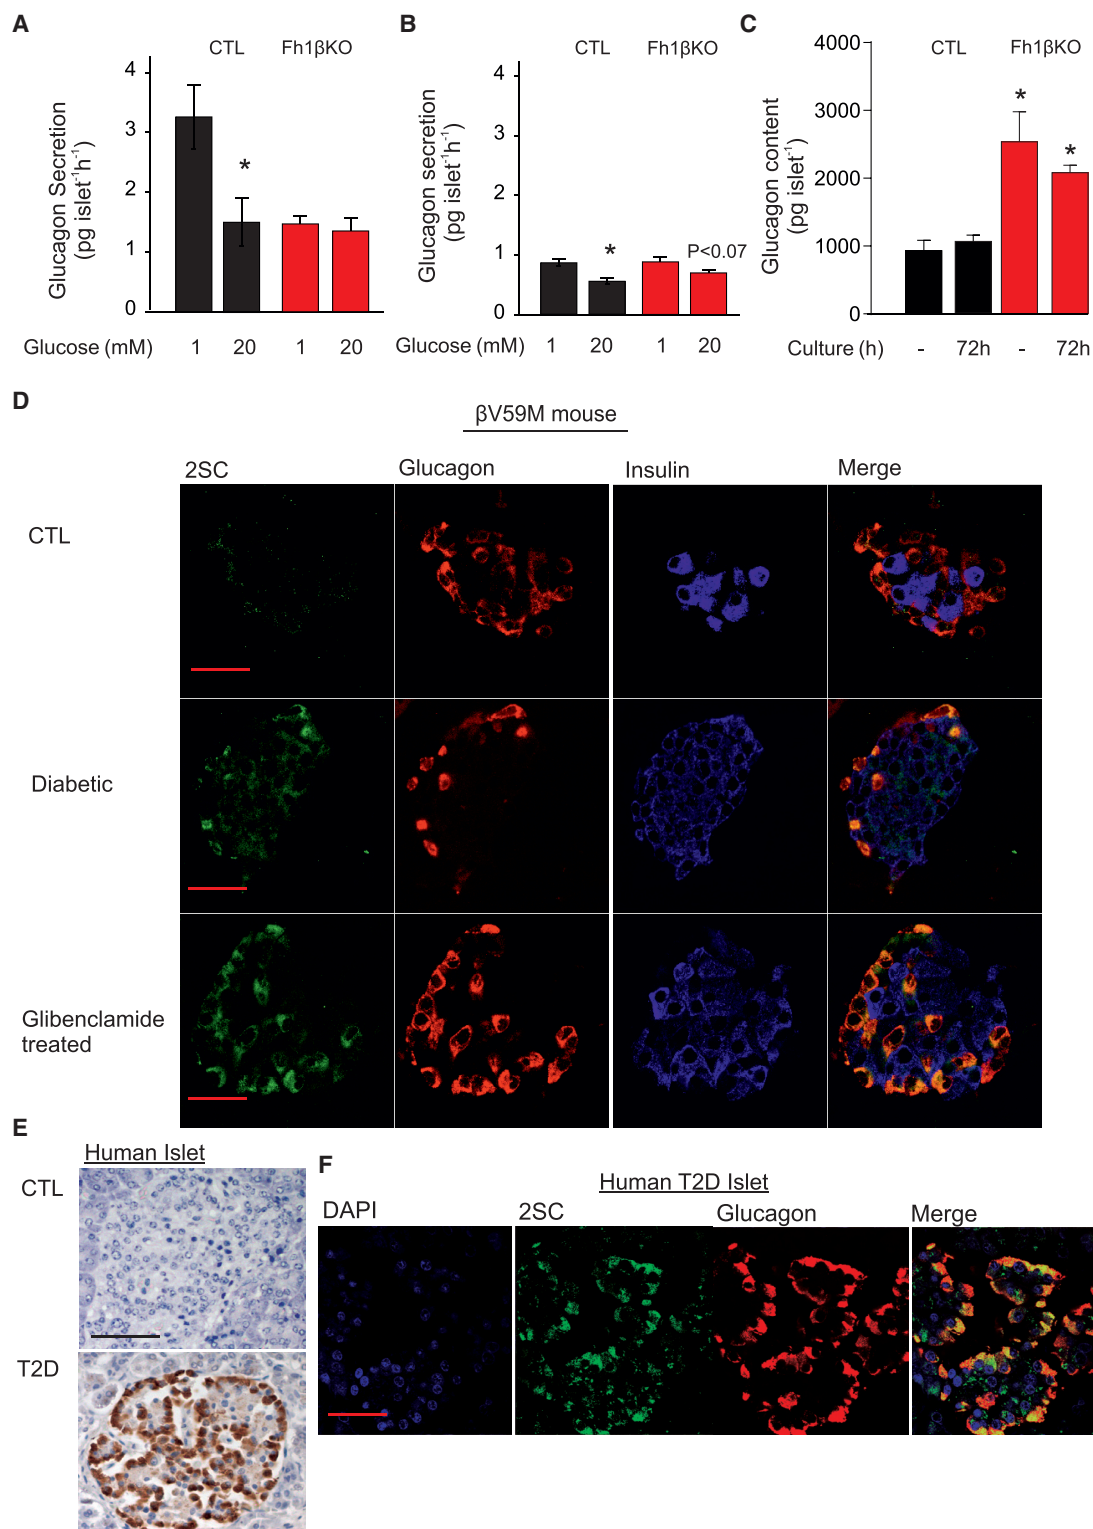 A
CTL Fh1βKO
Glucagon Secretion
(pg islet⁻¹h⁻¹)
4
3
2
1
0
*
Glucose (mM) 1 20 1 20
B
CTL Fh1βKO
Glucagon secretion
(pg islet⁻¹h⁻¹)
4
3
2
1
0
* P<0.07
Glucose (mM) 1 20 1 20
C
CTL Fh1βKO
Glucagon content
(pg islet⁻¹)
4000
3000
2000
1000
0
* *
Culture (h) - 72h - 72h
D
βV59M mouse
2SC Glucagon Insulin Merge
CTL
Diabetic
Glibenclamide
treated
E
Human Islet
CTL
T2D
F
Human T2D Islet
DAPI 2SC Glucagon Merge